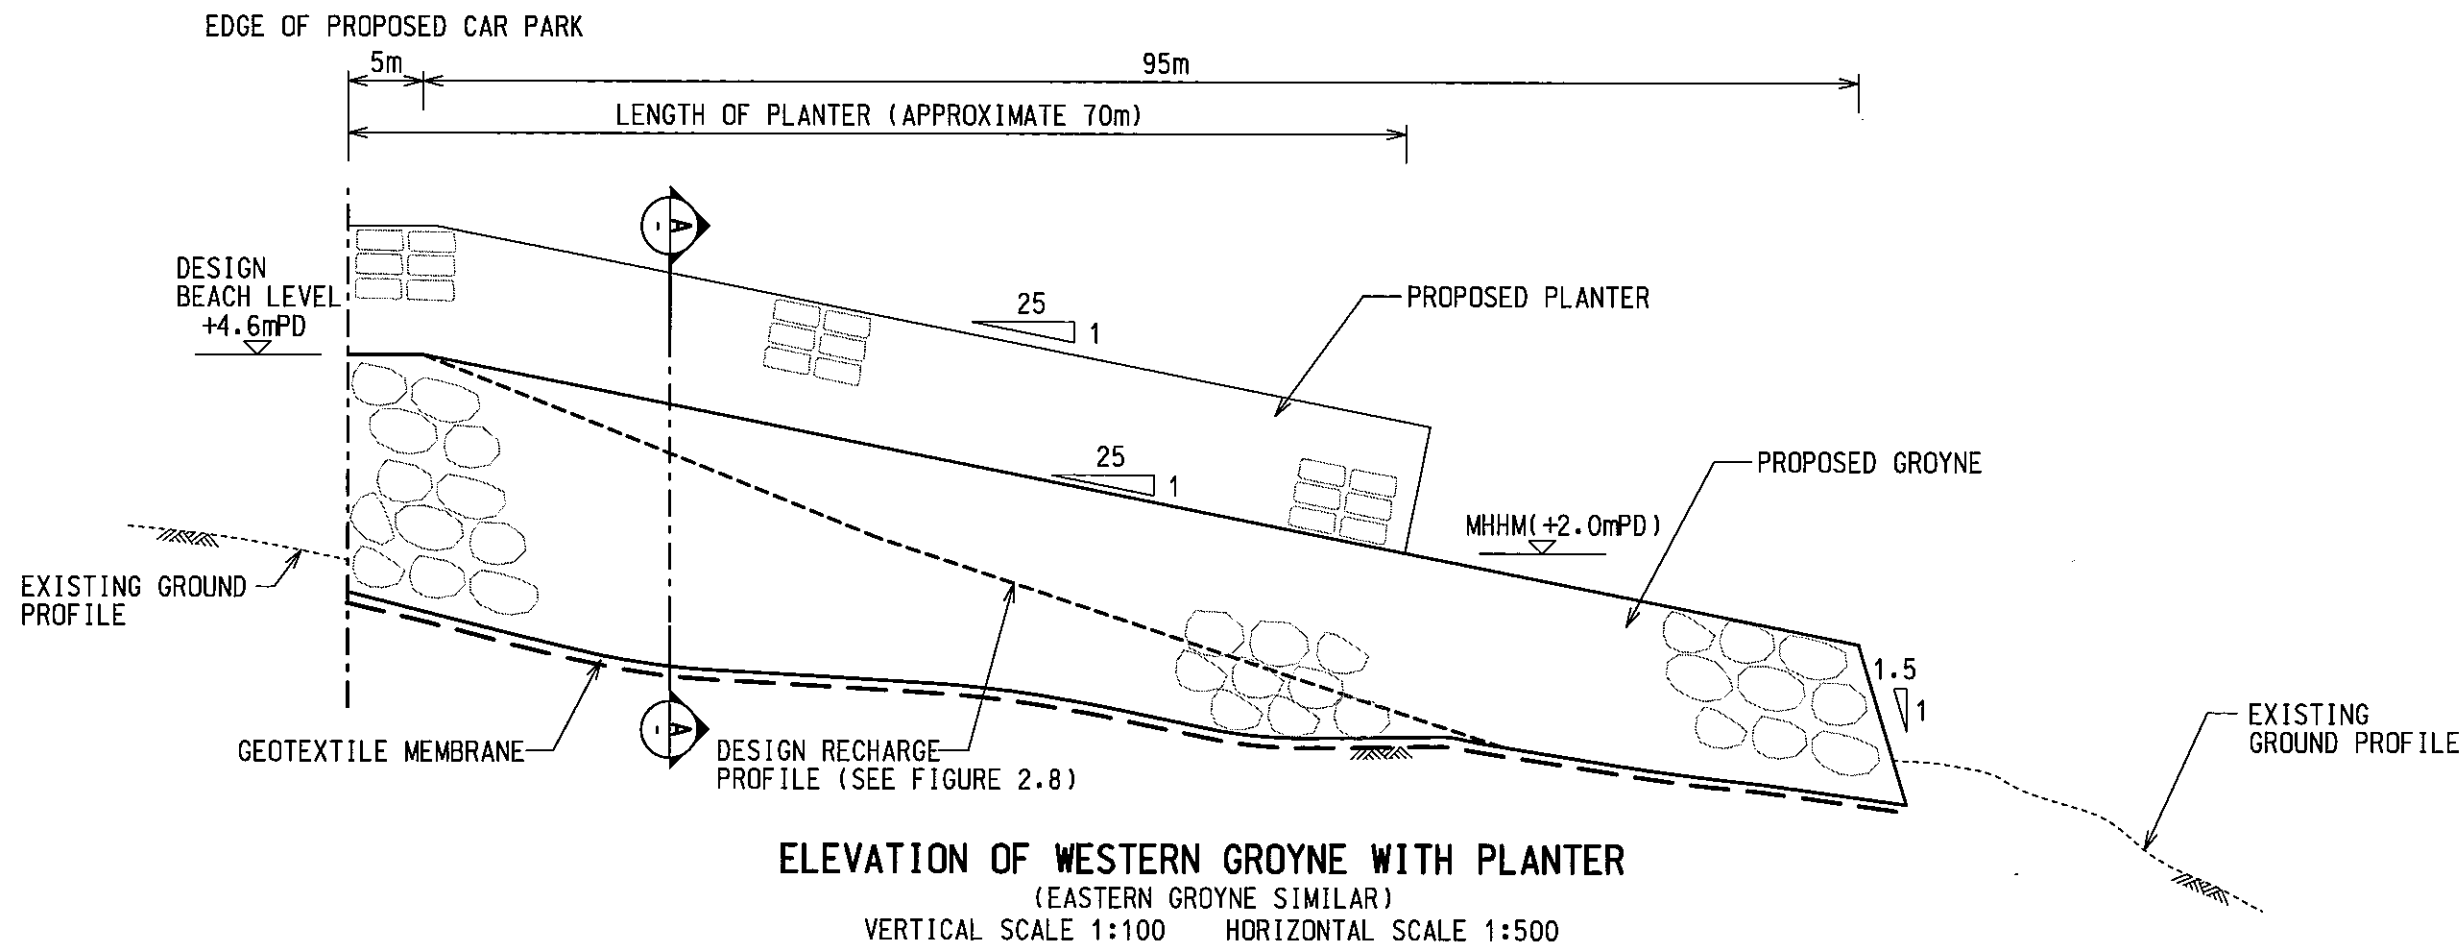 EDGE OF PROPOSED CAR PARK
5m
95m
LENGTH OF PLANTER (APPROXIMATE 70m)
A
-
DESIGN
BEACH LEVEL
+4.6mPD
25
1
PROPOSED PLANTER
25
1
PROPOSED GROYNE
MHHM(+2.0mPD)
EXISTING GROUND
PROFILE
1.5
1
GEOTEXTILE MEMBRANE
A
-
DESIGN RECHARGE
PROFILE (SEE FIGURE 2.8)
EXISTING
GROUND PROFILE
ELEVATION OF WESTERN GROYNE WITH PLANTER
(EASTERN GROYNE SIMILAR)
VERTICAL SCALE 1:100 HORIZONTAL SCALE 1:500